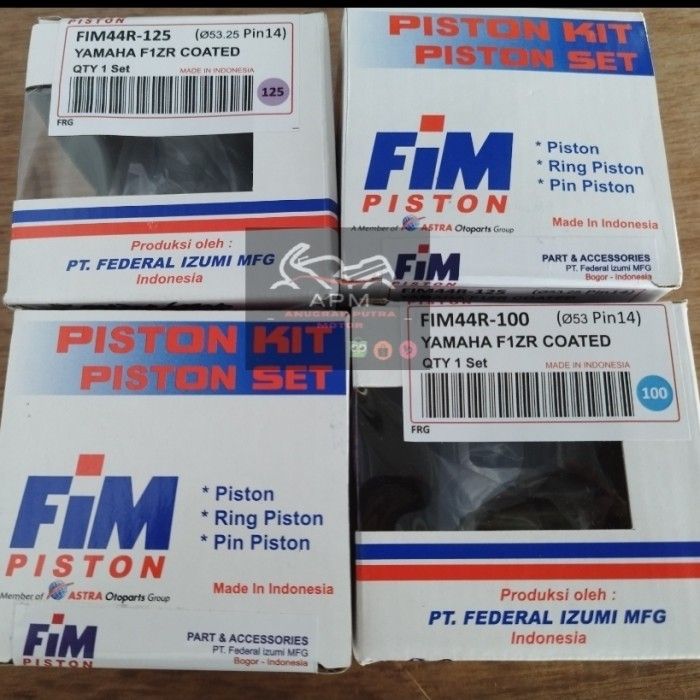 FIM44R-125 (Ø53.25 Pin14)
YAMAHA F1ZR COATED
QTY 1 Set MADE IN INDONESIA
125
FRG
Produksi oleh :
PT. FEDERAL IZUMI MFG
Indonesia
PISTON KIT
PISTON SET
FiM
PISTON
* Piston
* Ring Piston
* Pin Piston
A Member of ASTRA Otoparts Group
Made In Indonesia
FiM
PART & ACCESSORIES
PT. Federal Izumi MFG
Bogor - Indonesia
APM
ANUGRAH PUTRA
MOTOR
PISTON KIT
PISTON SET
FiM
PISTON
* Piston
* Ring Piston
* Pin Piston
Member of ASTRA Otoparts Group
Made In Indonesia
FiM
PISTON
PART & ACCESSORIES
PT. Federal Izumi MFG
Bogor - Indonesia
FIM44R-125
FIM44R-100 (Ø53 Pin14)
YAMAHA F1ZR COATED
QTY 1 Set MADE IN INDONESIA
100
FRG
Produksi oleh :
PT. FEDERAL IZUMI MFG
Indonesia